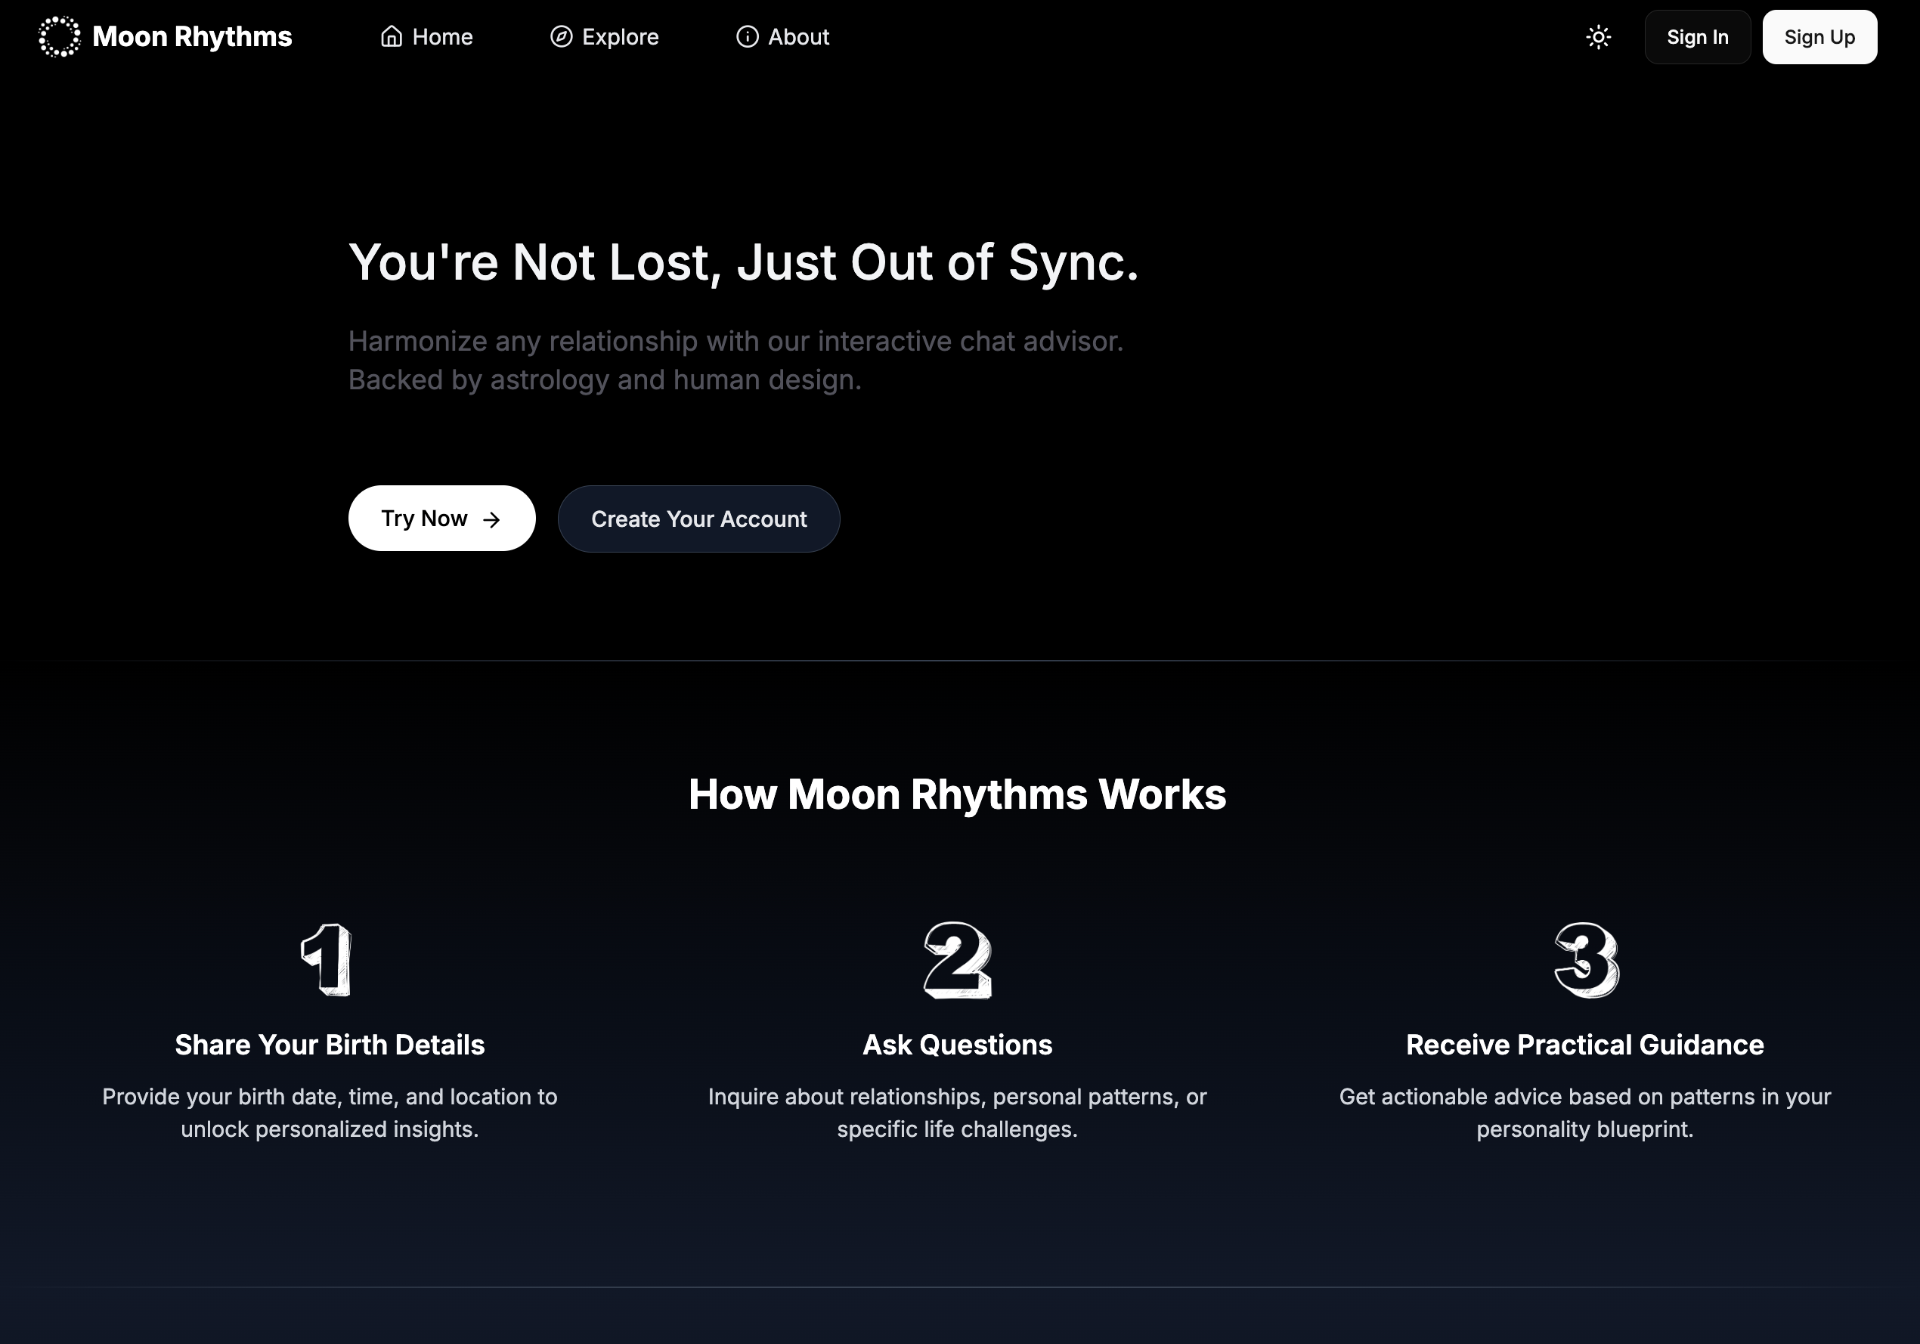 Moon Rhythms
Home
Explore
About
Sign In
Sign Up
You're Not Lost, Just Out of Sync.
Harmonize any relationship with our interactive chat advisor.
Backed by astrology and human design.
Try Now →
Create Your Account
How Moon Rhythms Works
1
Share Your Birth Details
Provide your birth date, time, and location to
unlock personalized insights.
2
Ask Questions
Inquire about relationships, personal patterns, or
specific life challenges.
3
Receive Practical Guidance
Get actionable advice based on patterns in your
personality blueprint.